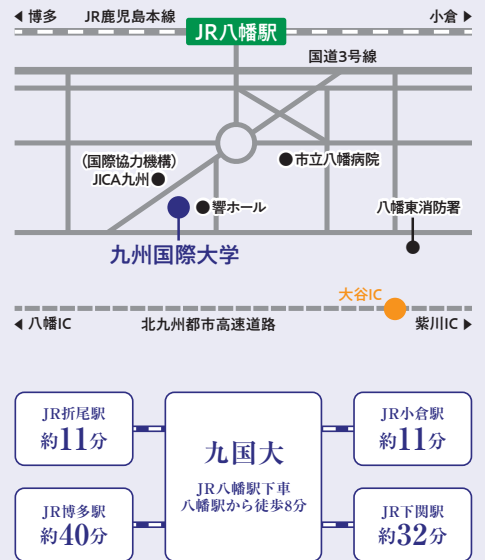 ◀ 博多 JR鹿児島本線 小倉 ▶
JR八幡駅
国道3号線
(国際協力機構)
JICA九州
市立八幡病院
響ホール
八幡東消防署
九州国際大学
大谷IC
◀ 八幡IC 北九州都市高速道路 紫川IC ▶
JR折尾駅
約11分
JR小倉駅
約11分
九国大
JR八幡駅下車
八幡駅から徒歩8分
JR博多駅
約40分
JR下関駅
約32分